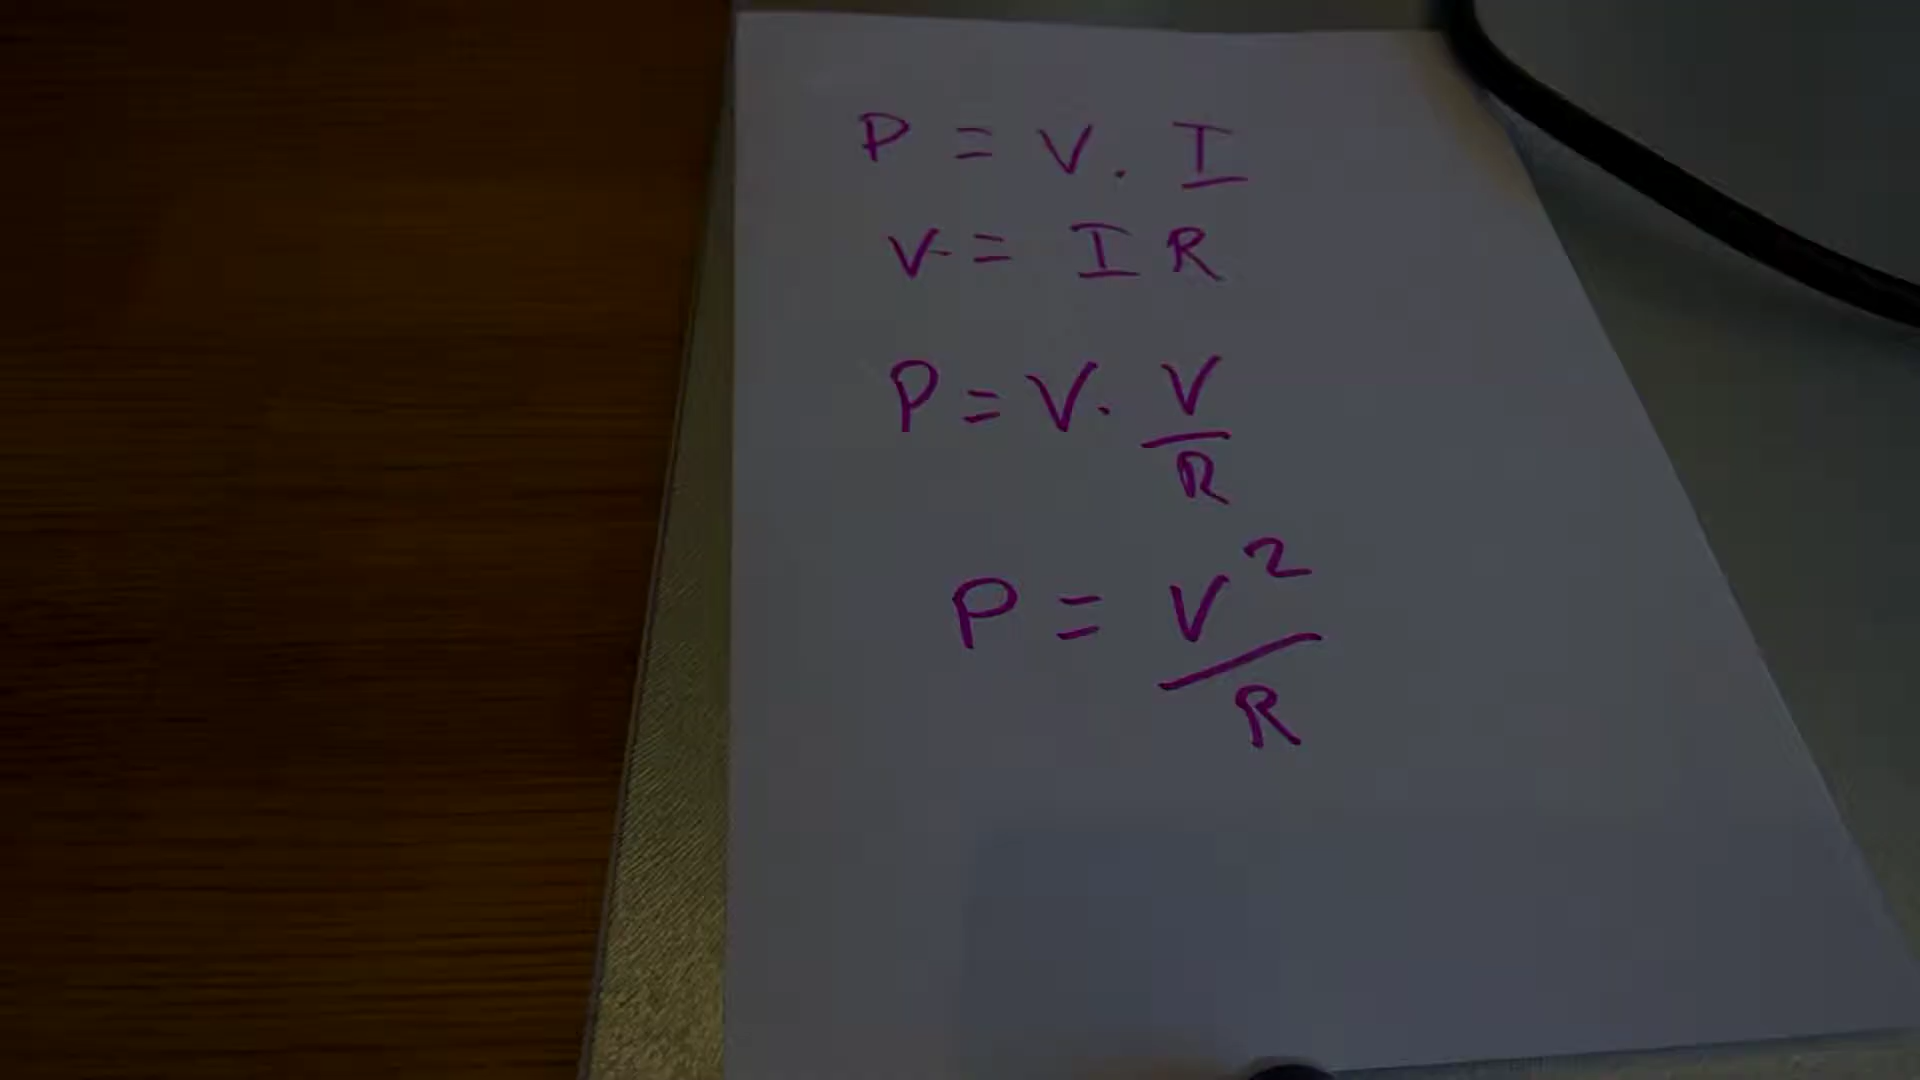 P = V . I
V = I R
P = V . V/R
P = V²/R